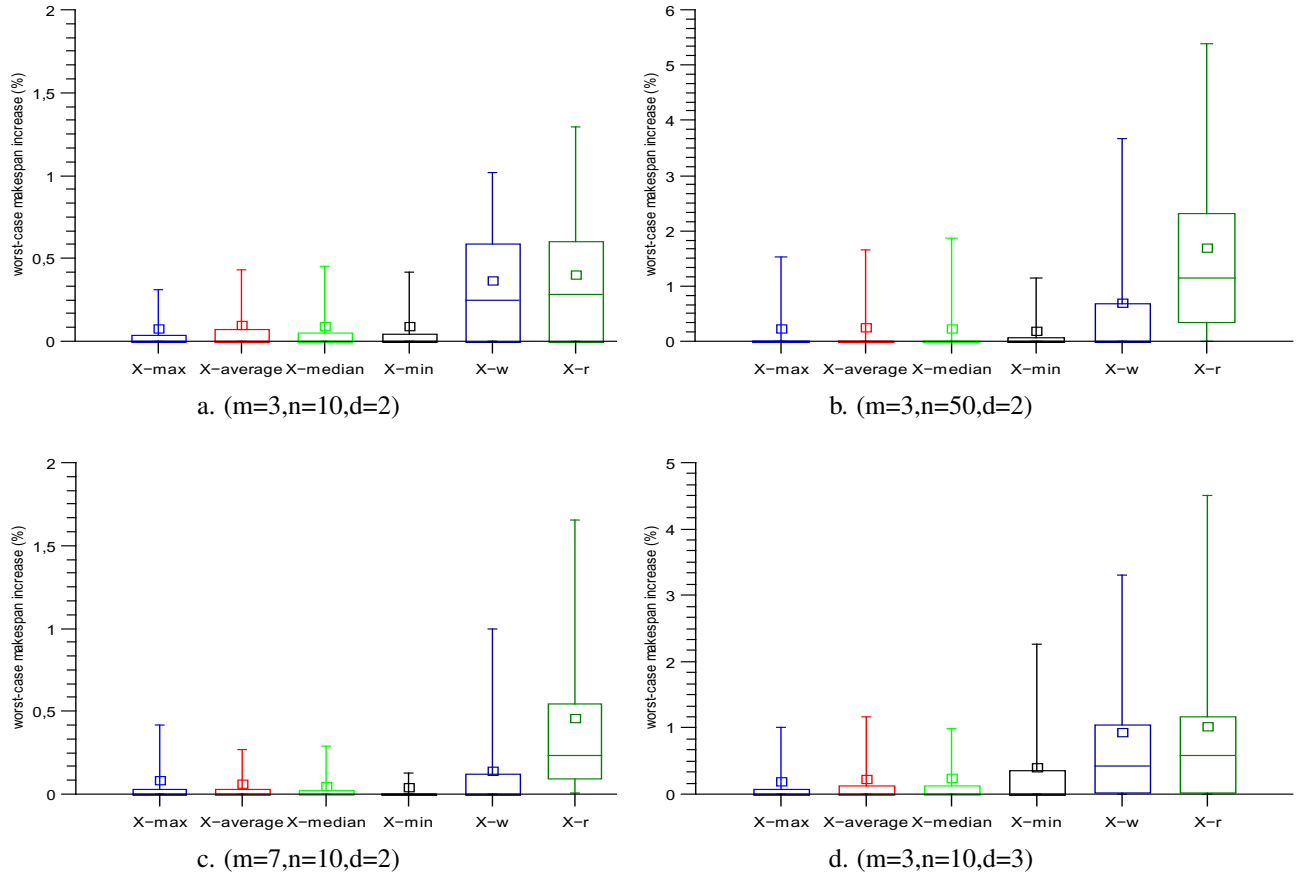 worst-case makespan increase (%)
2
1,5
1
0,5
0
X-max X-average X-median X-min X-w X-r
a. (m=3,n=10,d=2)
worst-case makespan increase (%)
6
5
4
3
2
1
0
X-max X-average X-median X-min X-w X-r
b. (m=3,n=50,d=2)
worst-case makespan increase (%)
2
1,5
1
0,5
0
X-max X-average X-median X-min X-w X-r
c. (m=7,n=10,d=2)
worst-case makespan increase (%)
5
4
3
2
1
0
X-max X-average X-median X-min X-w X-r
d. (m=3,n=10,d=3)